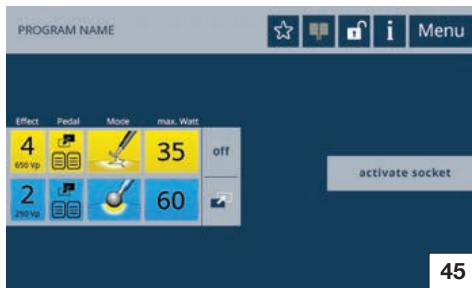 PROGRAM NAME
i Menu
Effect Pedal Mode max. Watt
4 35 off
650 Vp
activate socket
2 60
250 Vp
45